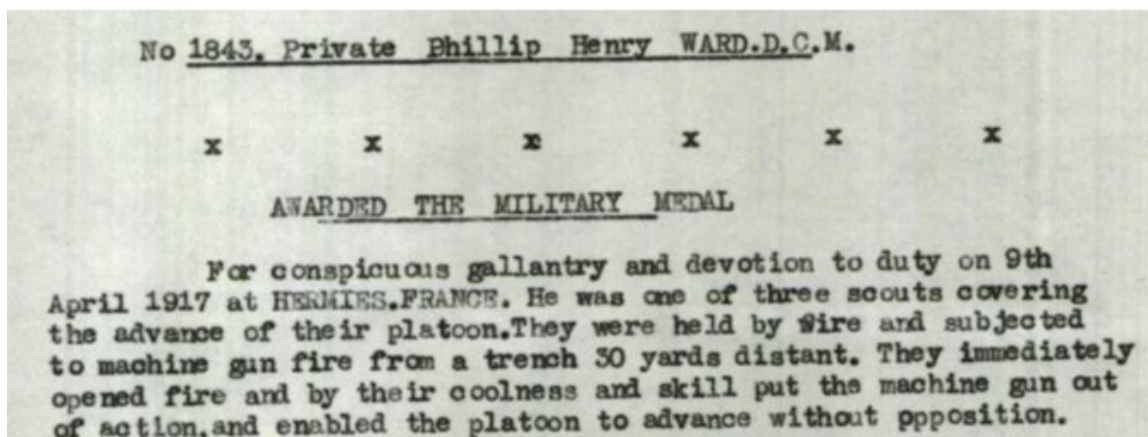 No 1843. Private Phillip Henry WARD.D.C.M.
x x x x x x
AWARDED THE MILITARY MEDAL
For conspicuous gallantry and devotion to duty on 9th
April 1917 at HERMIES.FRANCE. He was one of three scouts covering
the advance of their platoon.They were held by wire and subjected
to machine gun fire from a trench 30 yards distant. They immediately
opened fire and by their coolness and skill put the machine gun out
of action,and enabled the platoon to advance without ppposition.